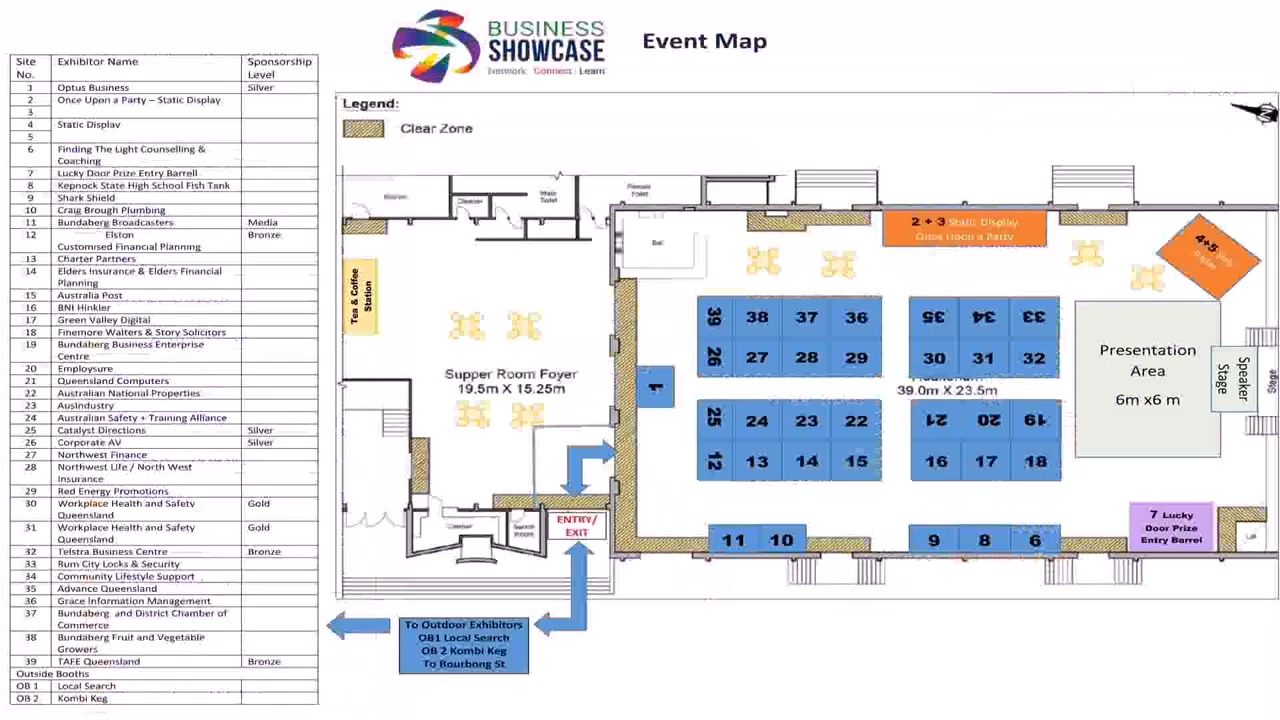 BUSINESS
SHOWCASE
Network | Connect | Learn
Event Map
Site No. Exhibitor Name Sponsorship Level
1 Optus Business Silver
2 Once Upon a Party – Static Display
3
4 Static Display
5
6 Finding The Light Counselling &
Coaching
7 Lucky Door Prize Entry Barrell
8 Kepnock State High School Fish Tank
9 Shark Shield
10 Craig Brough Plumbing
11 Bundaberg Broadcasters Media
12 Elston Bronze
Customised Financial Planning
13 Charter Partners
14 Elders Insurance & Elders Financial
Planning
15 Australia Post
16 BNI Hinkler
17 Green Valley Digital
18 Finemore Walters & Story Solicitors
19 Bundaberg Business Enterprise
Centre
20 Employsure
21 Queensland Computers
22 Australian National Properties
23 AusIndustry
24 Australian Safety + Training Alliance
25 Catalyst Directions Silver
26 Corporate AV Silver
27 Northwest Finance
28 Northwest Life / North West
Insurance
29 Red Energy Promotions
30 Workplace Health and Safety Gold
Queensland
31 Workplace Health and Safety Gold
Queensland
32 Telstra Business Centre Bronze
33 Rum City Locks & Security
34 Community Lifestyle Support
35 Advance Queensland
36 Grace Information Management
37 Bundaberg and District Chamber of
Commerce
38 Bundaberg Fruit and Vegetable
Growers
39 TAFE Queensland Bronze
Outside Booths
OB 1 Local Search
OB 2 Kombi Keg
Legend:
Clear Zone
N
Kitchen
Cleaner
Male
Toilet
Female
Toilet
Bar
2 + 3 Static Display
Once Upon a Party
4+5
Tea & Coffee
Station
39 38 37 36
26 27 28 29
35 34 33
30 31 32
1
Supper Room Foyer
19.5m X 15.25m
39.0m X 23.5m
25 24 23 22
12 13 14 15
21 20 19
16 17 18
Presentation
Area
6m x6 m
Speaker
Stage
Stage
11 10
9 8 6
7 Lucky
Door Prize
Entry Barrel
ENTRY/
EXIT
To Outdoor Exhibitors
OB1 Local Search
OB 2 Kombi Keg
To Bourbong St